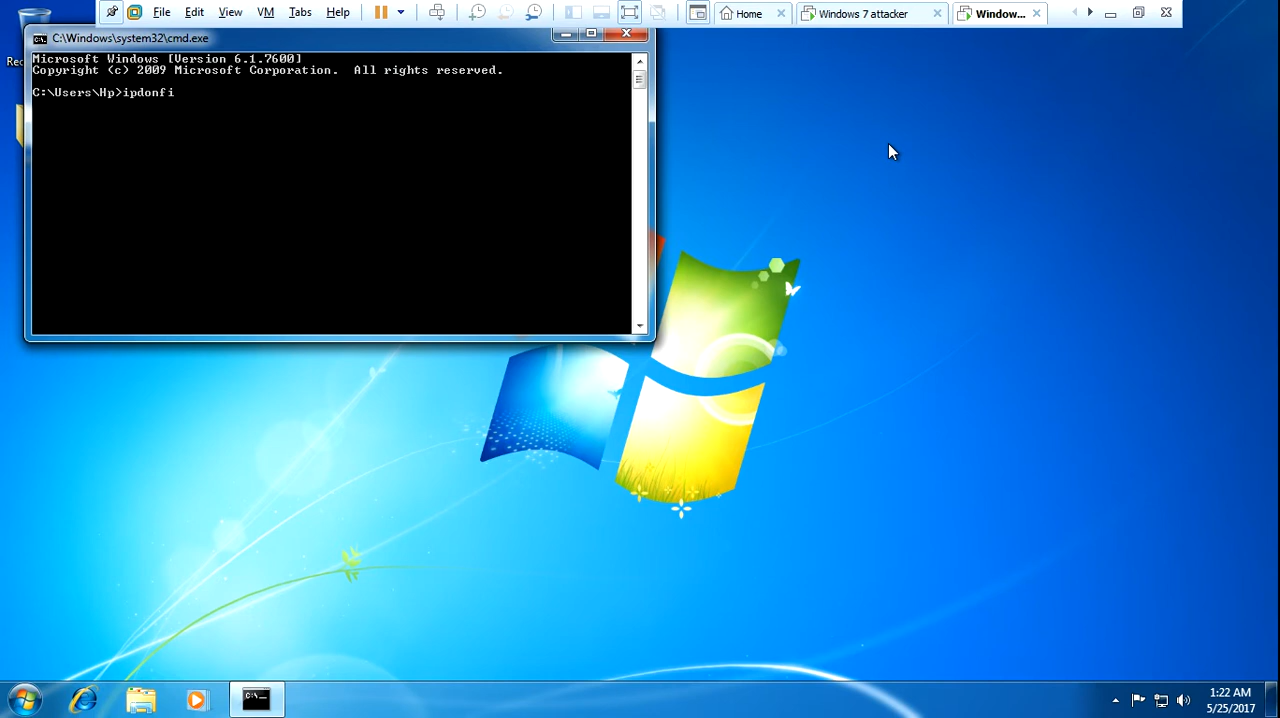 File Edit View VM Tabs Help Home Windows 7 attacker Window...
C:\Windows\system32\cmd.exe
Microsoft Windows [Version 6.1.7600]
Copyright (c) 2009 Microsoft Corporation. All rights reserved.
C:\Users\Hp>ipdonfi
1:22 AM
5/25/2017